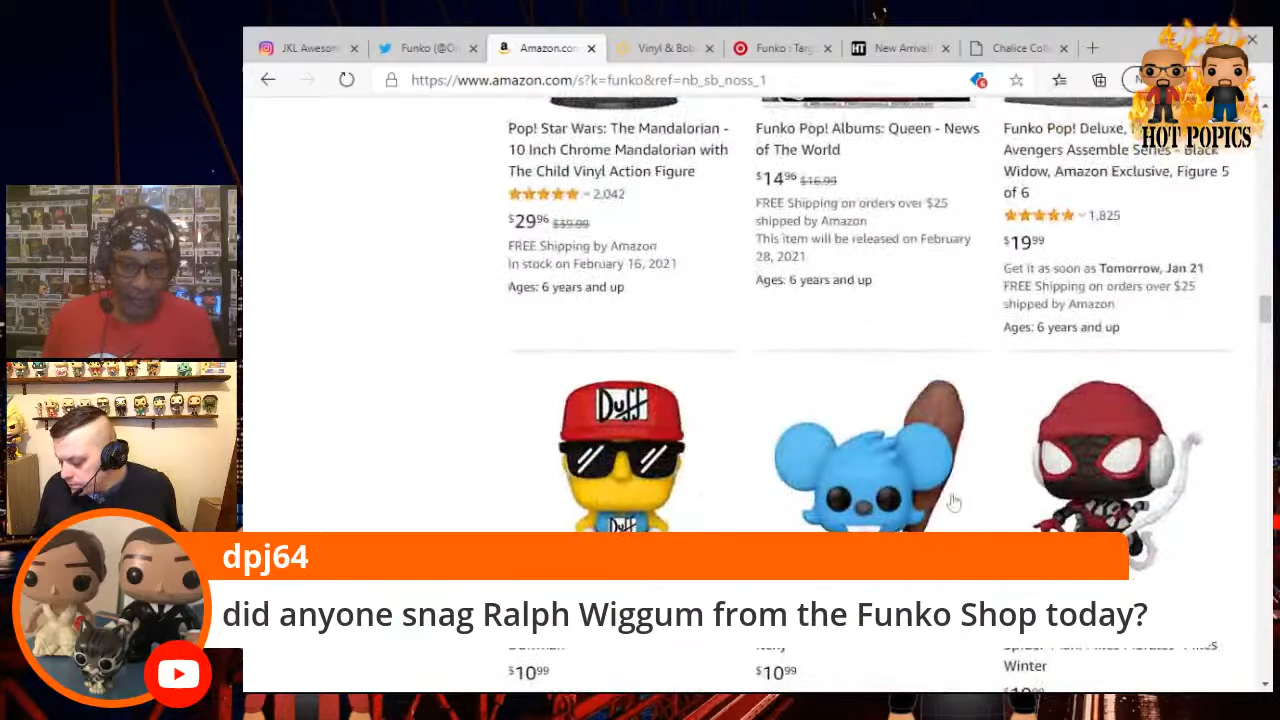 JKL Aweson
Funko (@O
Amazon.co
Vinyl & Bob
Funko : Targ
New Arrival
Chalice Coll
https://www.amazon.com/s?k=funko&ref=nb_sb_noss_1
HOT POPICS
Pop! Star Wars: The Mandalorian -
10 Inch Chrome Mandalorian with
The Child Vinyl Action Figure
2,042
$29 96 $39.99
FREE Shipping by Amazon
In stock on February 16, 2021
Ages: 6 years and up
Funko Pop! Albums: Queen - News
of The World
$14 96 $16.99
FREE Shipping on orders over $25
shipped by Amazon
This item will be released on February
28, 2021
Ages: 6 years and up
Funko Pop! Deluxe,
Avengers Assemble Series - Black
Widow, Amazon Exclusive, Figure 5
of 6
1,825
$19 99
Get it as soon as Tomorrow, Jan 21
FREE Shipping on orders over $25
shipped by Amazon
Ages: 6 years and up
Duff
Duff
dpj64
did anyone snag Ralph Wiggum from the Funko Shop today?
$10 99
$10 99
Winter